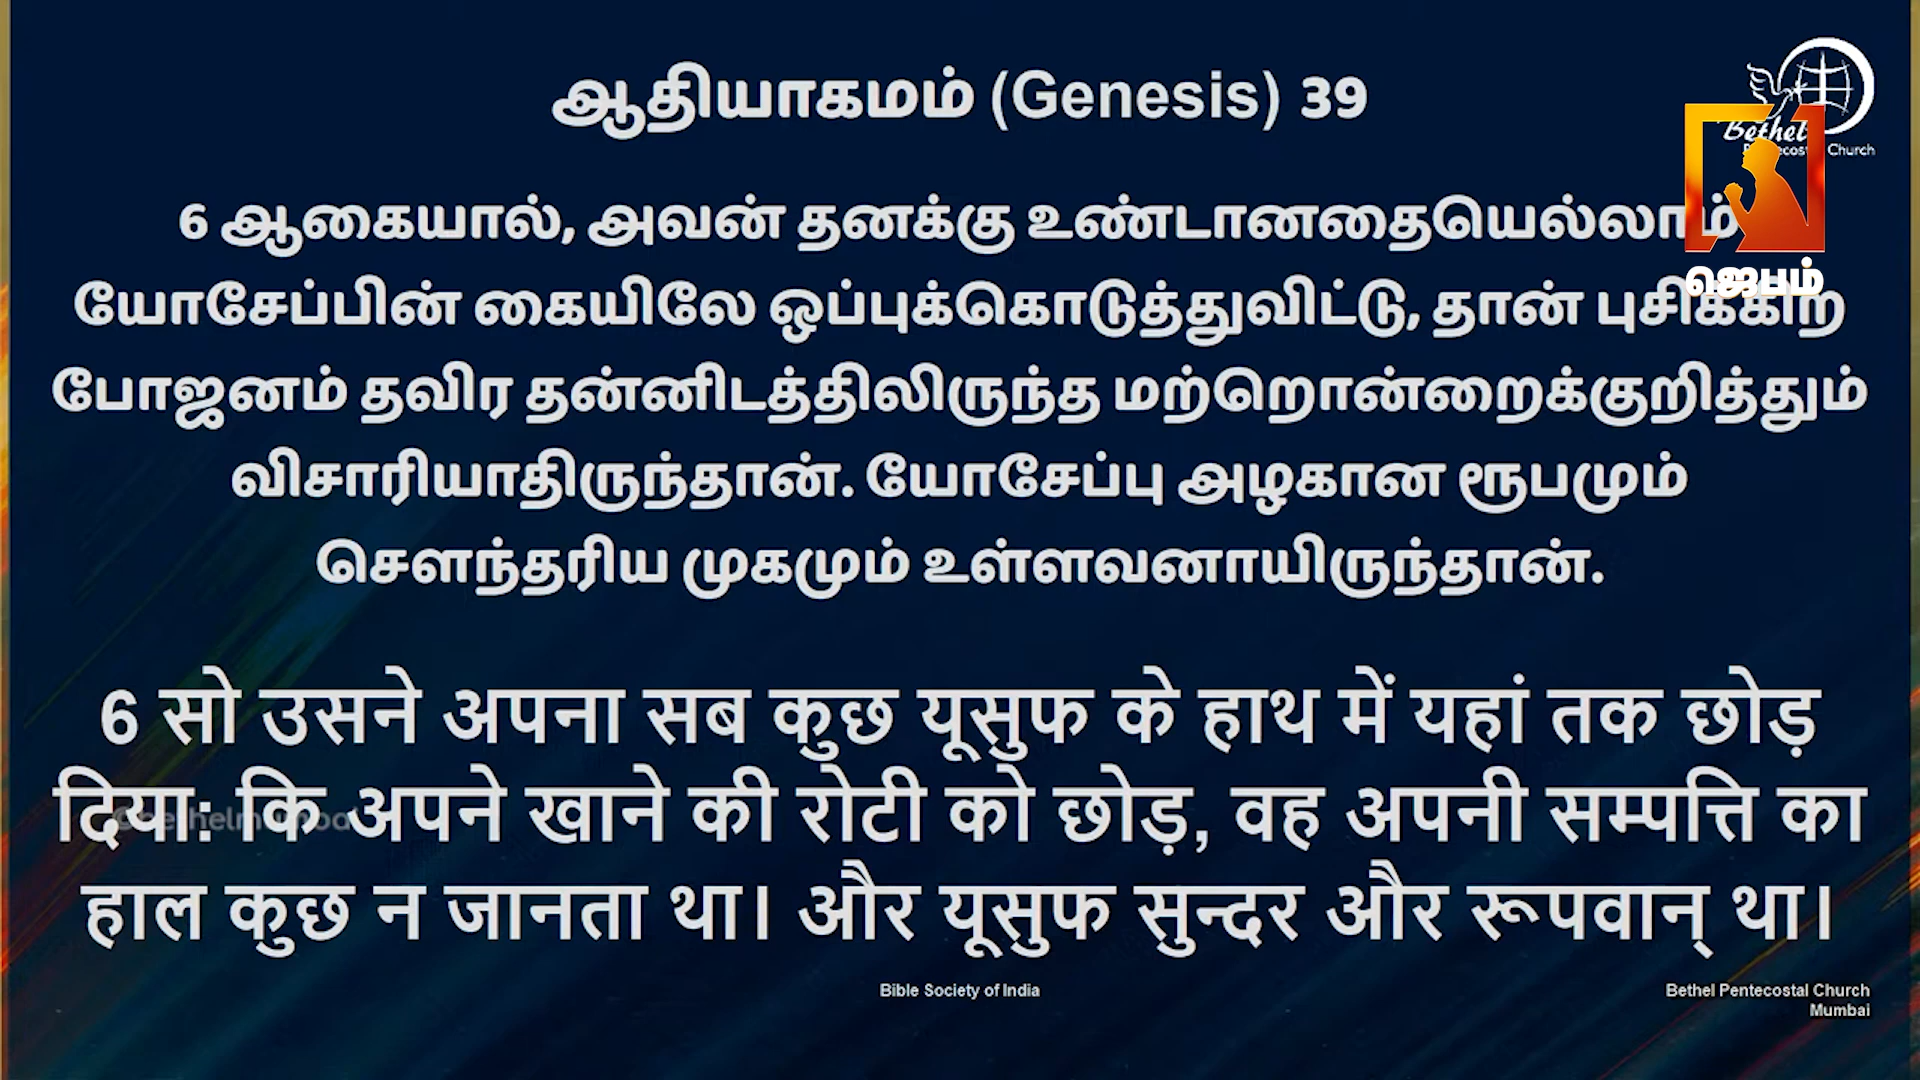 ஆதியாகமம் (Genesis) 39
Bethel
Church
6 ஆகையால், அவன் தனக்கு உண்டானதையெல்லாம்
ஜெபம்
யோசேப்பின் கையிலே ஒப்புக்கொடுத்துவிட்டு, தான் புசிக்கிற
போஜனம் தவிர தன்னிடத்திலிருந்த மற்றொன்றைக்குறித்தும்
விசாரியாதிருந்தான். யோசேப்பு அழகான ரூபமும்
சௌந்தரிய முகமும் உள்ளவனாயிருந்தான்.
6 सो उसने अपना सब कुछ यूसुफ के हाथ में यहां तक छोड़
दिया: कि अपने खाने की रोटी को छोड़, वह अपनी सम्पत्ति का
हाल कुछ न जानता था। और यूसुफ सुन्दर और रूपवान् था।
Bible Society of India
Bethel Pentecostal Church
Mumbai